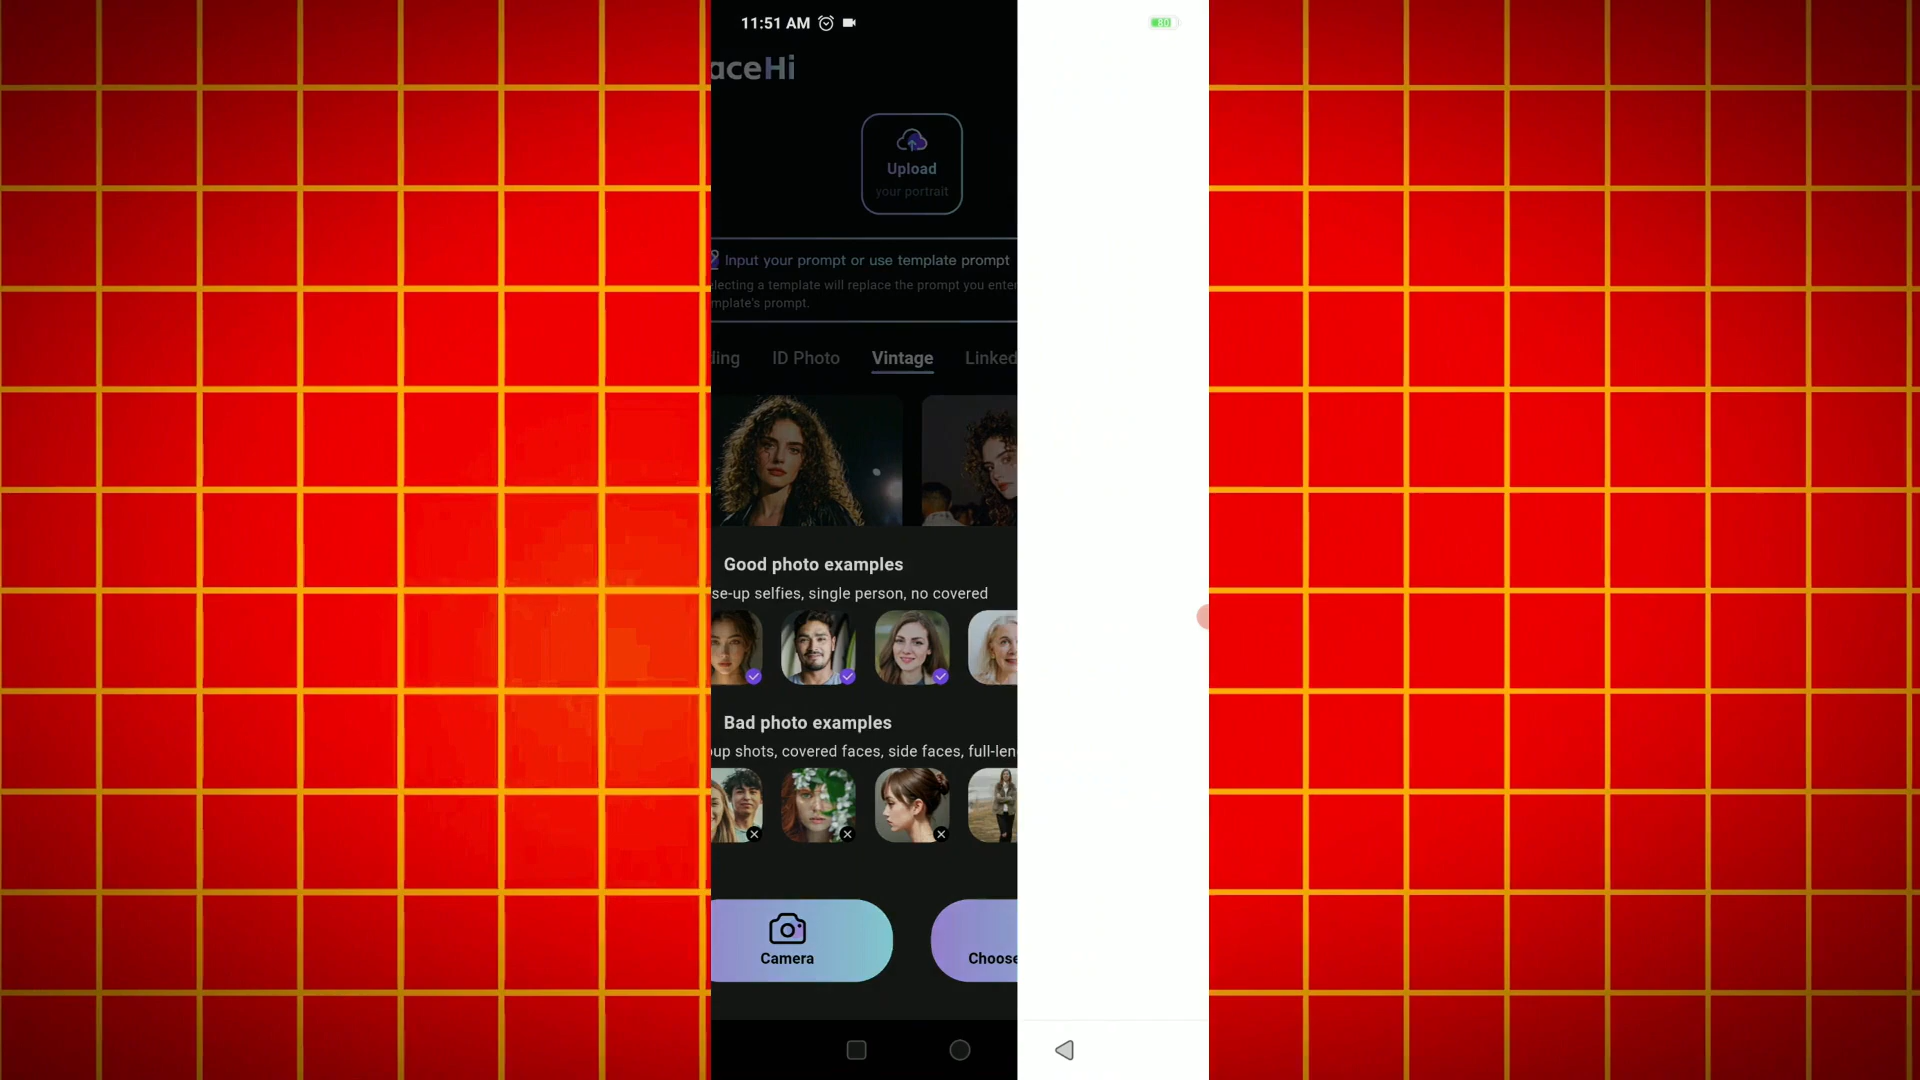 11:51 AM
80
aceHi
Upload
your portrait
Input your prompt or use template prompt
lecting a template will replace the prompt you enter
mplate's prompt.
ling ID Photo Vintage Linked
Good photo examples
se-up selfies, single person, no covered
Bad photo examples
up shots, covered faces, side faces, full-len
Camera
Choose